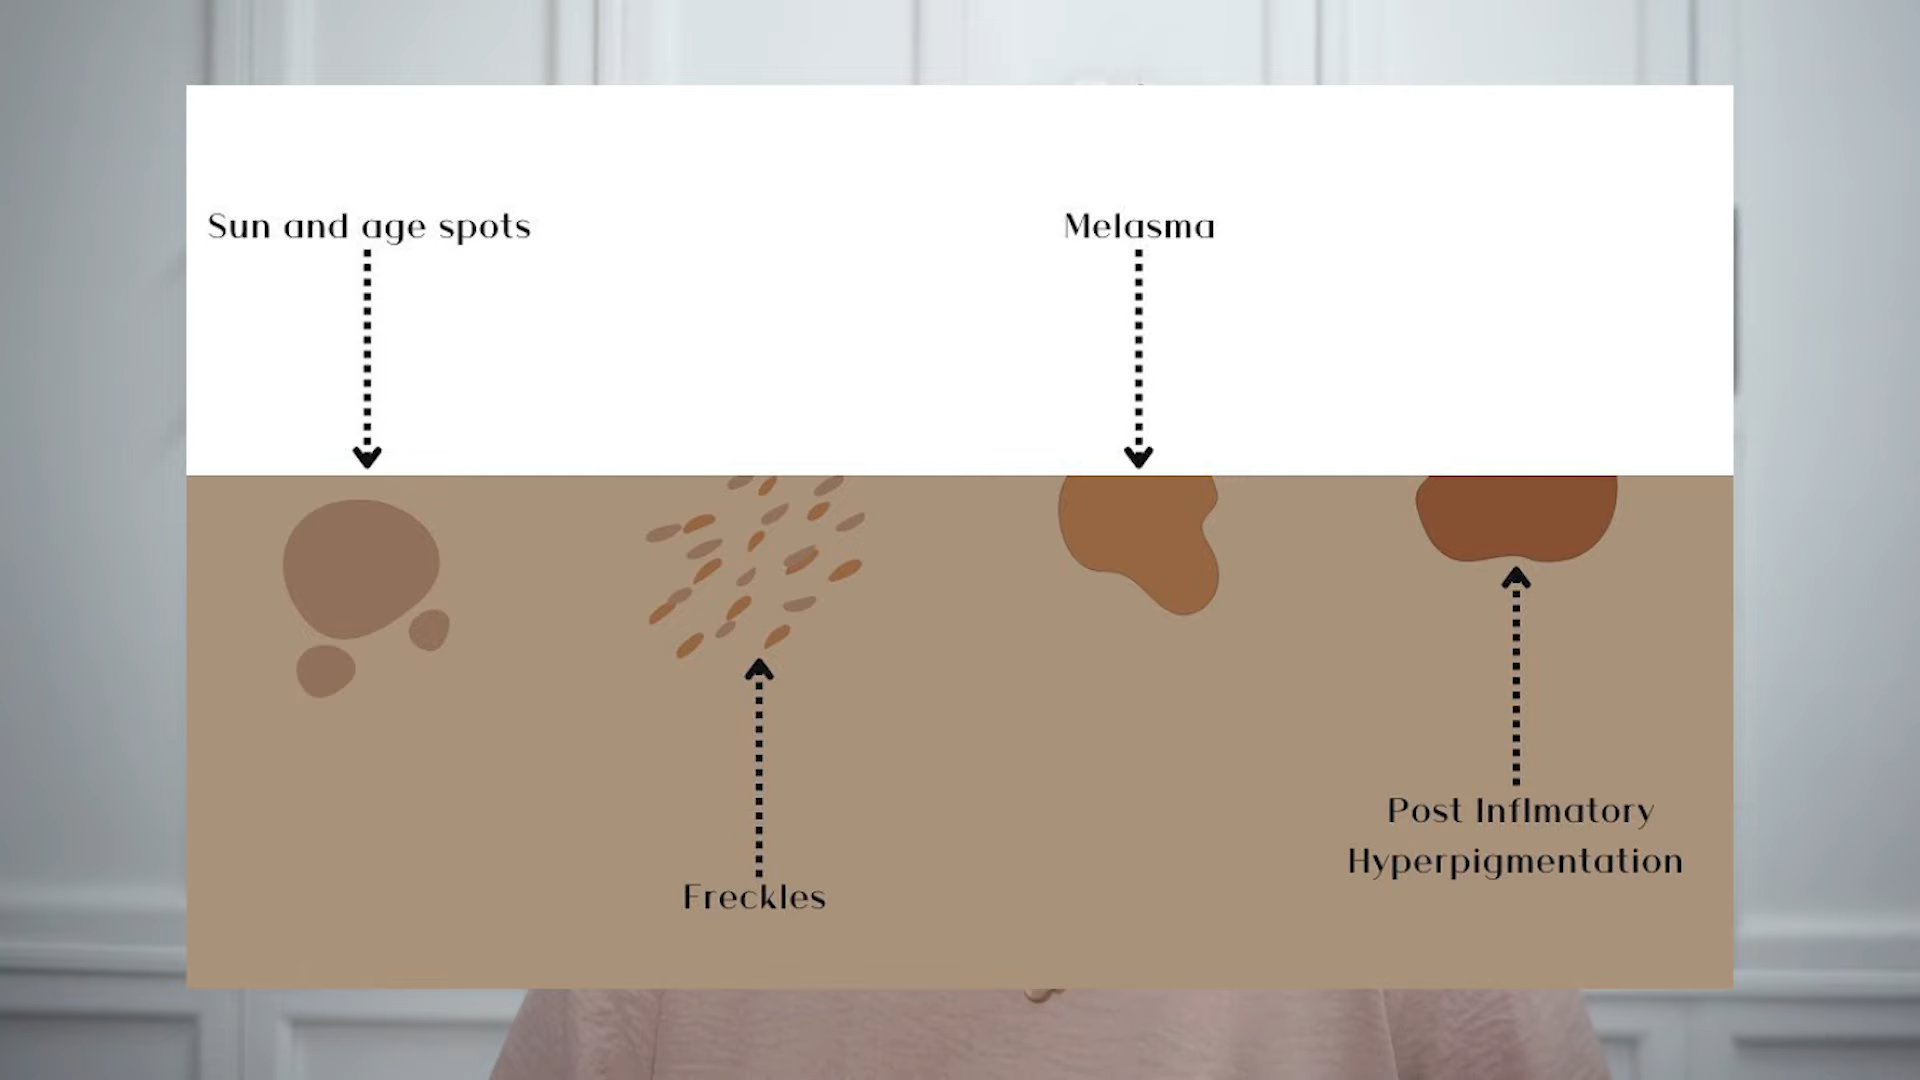 Sun and age spots
Melasma
Freckles
Post Inflmatory
Hyperpigmentation